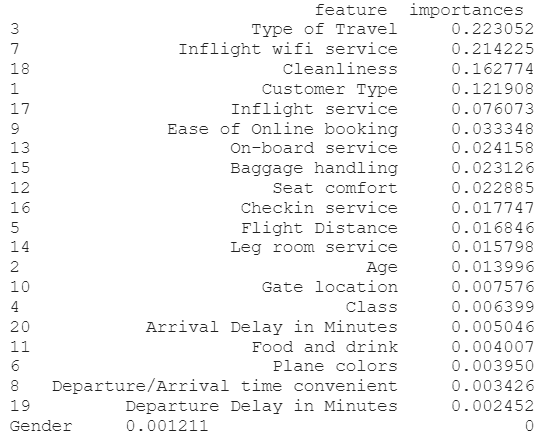 feature importances
3 Type of Travel 0.223052
7 Inflight wifi service 0.214225
18 Cleanliness 0.162774
1 Customer Type 0.121908
17 Inflight service 0.076073
9 Ease of Online booking 0.033348
13 On-board service 0.024158
15 Baggage handling 0.023126
12 Seat comfort 0.022885
16 Checkin service 0.017747
5 Flight Distance 0.016846
14 Leg room service 0.015798
2 Age 0.013996
10 Gate location 0.007576
4 Class 0.006399
20 Arrival Delay in Minutes 0.005046
11 Food and drink 0.004007
6 Plane colors 0.003950
8 Departure/Arrival time convenient 0.003426
19 Departure Delay in Minutes 0.002452
Gender 0.001211 0